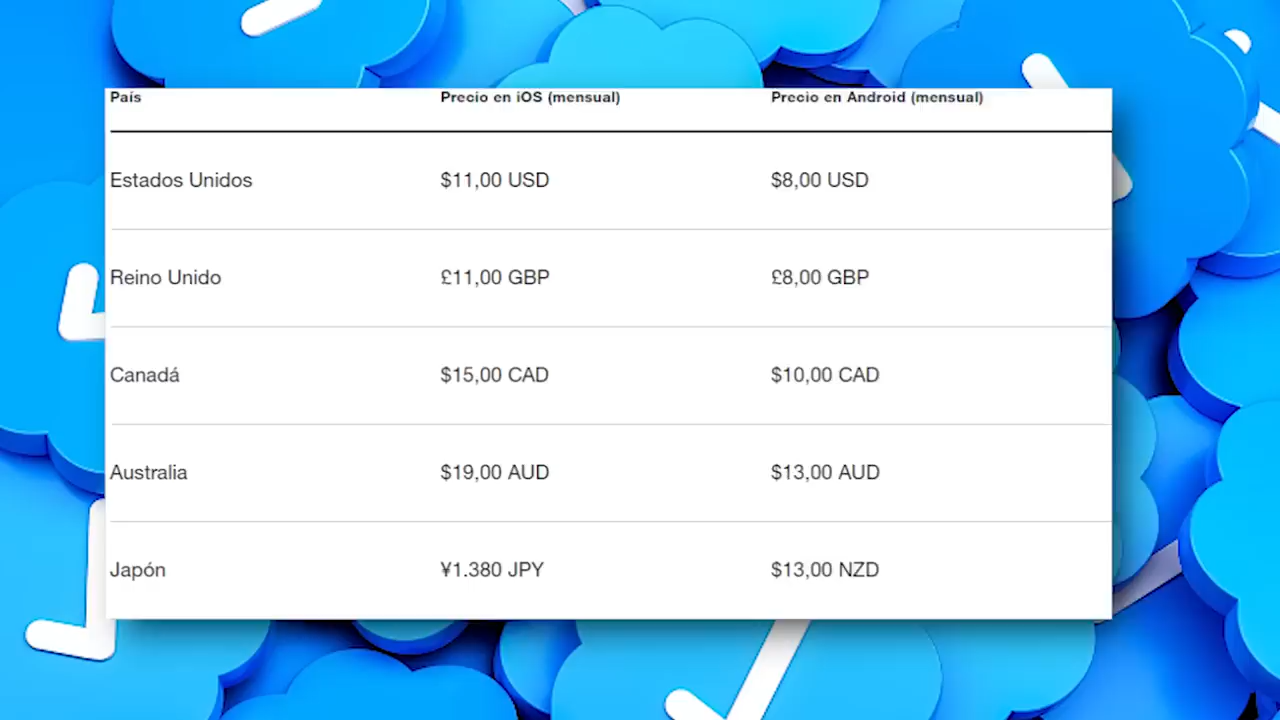 País Precio en iOS (mensual) Precio en Android (mensual)
Estados Unidos $11,00 USD $8,00 USD
Reino Unido £11,00 GBP £8,00 GBP
Canadá $15,00 CAD $10,00 CAD
Australia $19,00 AUD $13,00 AUD
Japón ¥1.380 JPY $13,00 NZD